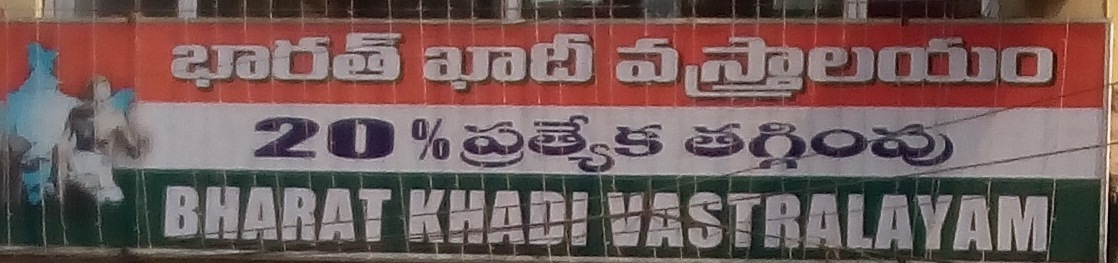 భారత్ ఖాదీ వస్త్రాలయం
20% ప్రత్యేక తగ్గింపు
BHARAT KHADI VASTRALAYAM